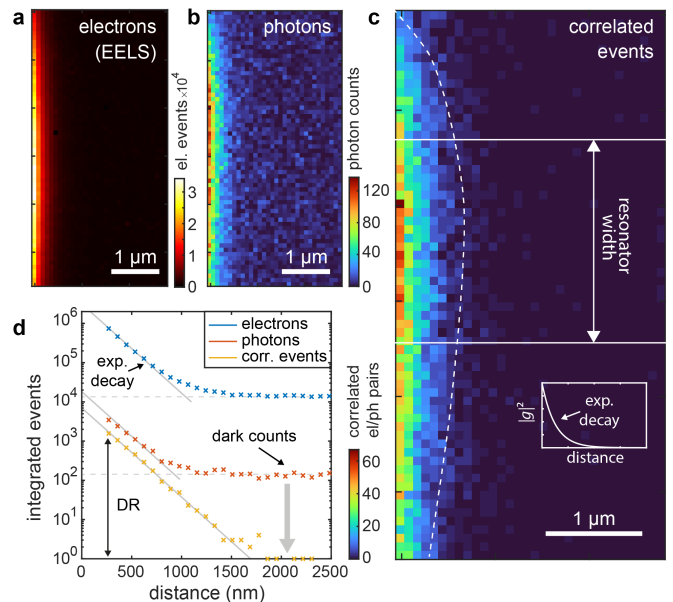 a
electrons
(EELS)
1 μm
el. events ×10⁴
3
2
1
0
b
photons
1 μm
photon counts
120
80
40
0
c
correlated
events
resonator
width
|g|²
exp.
decay
distance
1 μm
correlated
el/ph pairs
60
40
20
0
d
electrons
photons
corr. events
exp.
decay
dark counts
DR
integrated events
10⁶
10⁵
10⁴
10³
10²
10¹
10⁰
0
500
1000
1500
2000
2500
distance (nm)